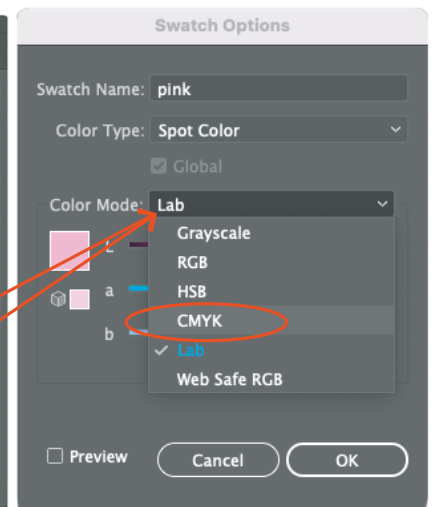 Swatch Options
Swatch Name: pink
Color Type: Spot Color
Global
Color Mode: Lab
Grayscale
L
RGB
a
HSB
CMYK
b
Lab
Web Safe RGB
Preview
Cancel
OK